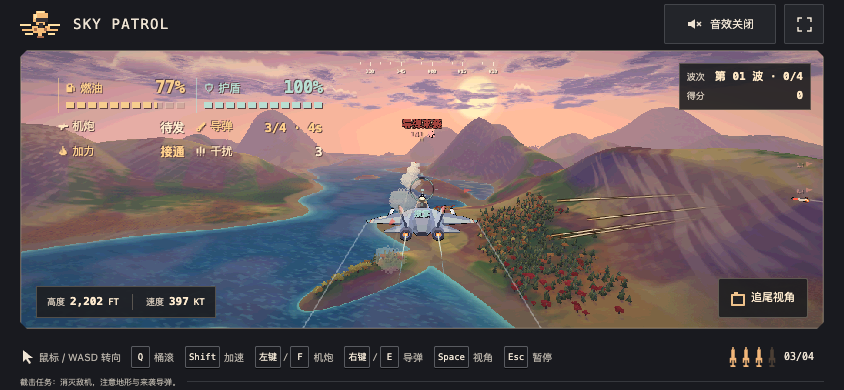 SKY PATROL
音效关闭
燃油 77% 护盾 100%
机炮 待发 导弹 3/4 · 4s
加力 接通 干扰 3
波次 第 01 波 · 0/4
得分 0
高度 2,202 FT 速度 397 KT
追尾视角
鼠标 / WASD 转向 Q 桶滚 Shift 加速 左键 / F 机炮 右键 / E 导弹 Space 视角 Esc 暂停
03/04
截击任务：消灭敌机，注意地形与来袭导弹。